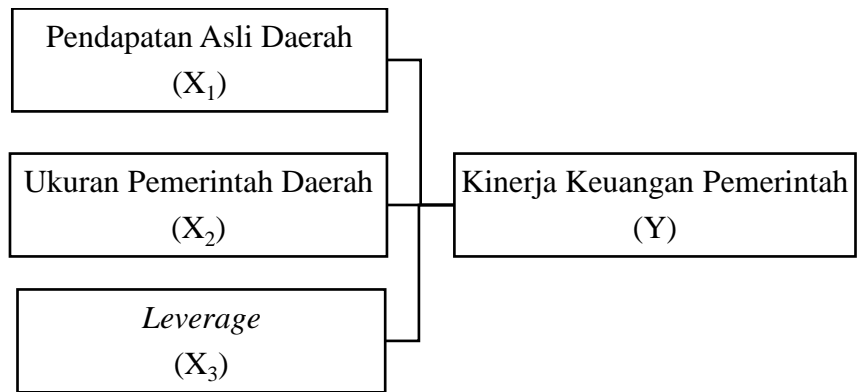 Pendapatan Asli Daerah
(X₁)
Ukuran Pemerintah Daerah
(X₂)
Kinerja Keuangan Pemerintah
(Y)
Leverage
(X₃)